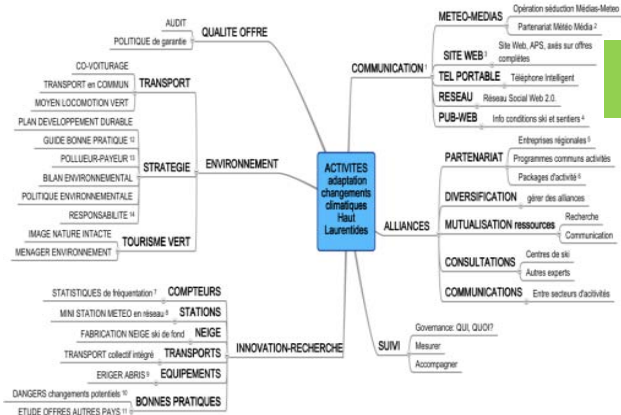 AUDIT
POLITIQUE de garantie
QUALITE OFFRE
CO-VOITURAGE
TRANSPORT en COMMUN
MOYEN LOCOMOTION VERT
TRANSPORT
PLAN DEVELOPPEMENT DURABLE
GUIDE BONNE PRATIQUE 12
POLLUEUR-PAYEUR 13
BILAN ENVIRONNEMENTAL
POLITIQUE ENVIRONNEMENTALE
RESPONSABILITE 14
STRATEGIE
ENVIRONNEMENT
IMAGE NATURE INTACTE
MENAGER ENVIRONNEMENT
TOURISME VERT
STATISTIQUES de fréquentation 7
COMPTEURS
MINI STATION METEO en réseau 8
STATIONS
FABRICATION NEIGE ski de fond
NEIGE
TRANSPORT collectif intégré
TRANSPORTS
ERIGER ABRIS 9
EQUIPEMENTS
DANGERS changements potentiels 10
ETUDE OFFRES AUTRES PAYS 11
BONNES PRATIQUES
INNOVATION-RECHERCHE
ACTIVITES
adaptation
changements
climatiques
Haut
Laurentides
COMMUNICATION 1
METEO-MEDIAS
Opération séduction Médias-Meteo
Partenariat Météo Média 2
SITE WEB 3
Site Web, APS, axés sur offres
complètes
TEL PORTABLE
Téléphone Intelligent
RESEAU
Réseau Social Web 2.0.
PUB-WEB
Info conditions ski et sentiers 4
ALLIANCES
PARTENARIAT
Entreprises régionales 5
Programmes communs activités
Packages d'activité 6
DIVERSIFICATION
gérer des alliances
MUTUALISATION ressources
Recherche
Communication
CONSULTATIONS
Centres de ski
Autres experts
COMMUNICATIONS
Entre secteurs d'acitivités
SUIVI
Governance: QUI, QUOI?
Mesurer
Accompagner